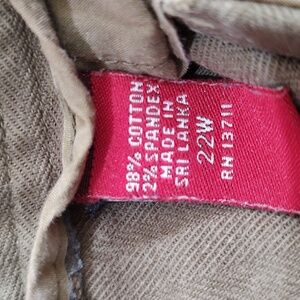 98% COTTON
2% SPANDEX
MADE IN
SRI LANKA
22W
RN 13711